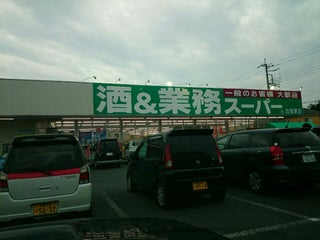 酒&業務スーパー
一般のお客様 大歓迎